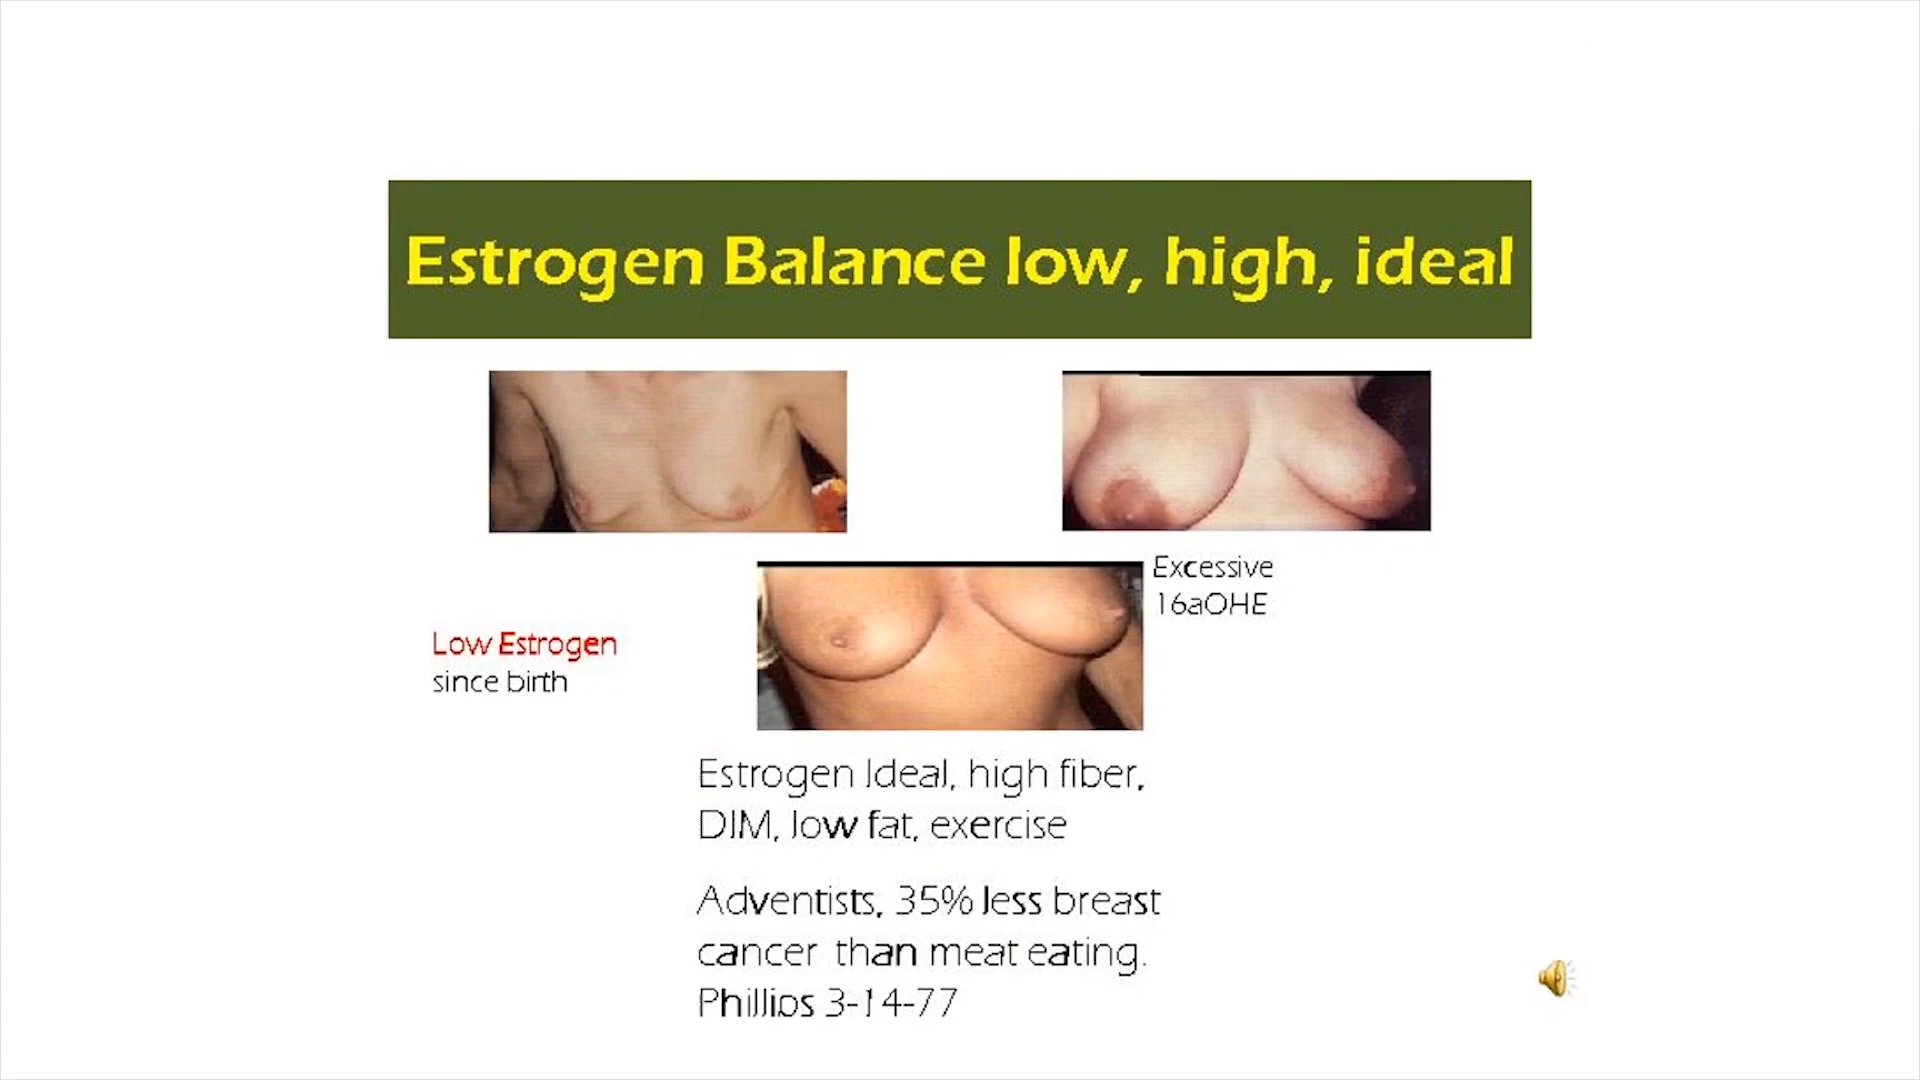 Estrogen Balance low, high, ideal
Excessive
16aOHE
Low Estrogen
since birth
Estrogen Ideal, high fiber,
DIM, low fat, exercise
Adventists, 35% less breast
cancer than meat eating.
Phillips 3-14-77